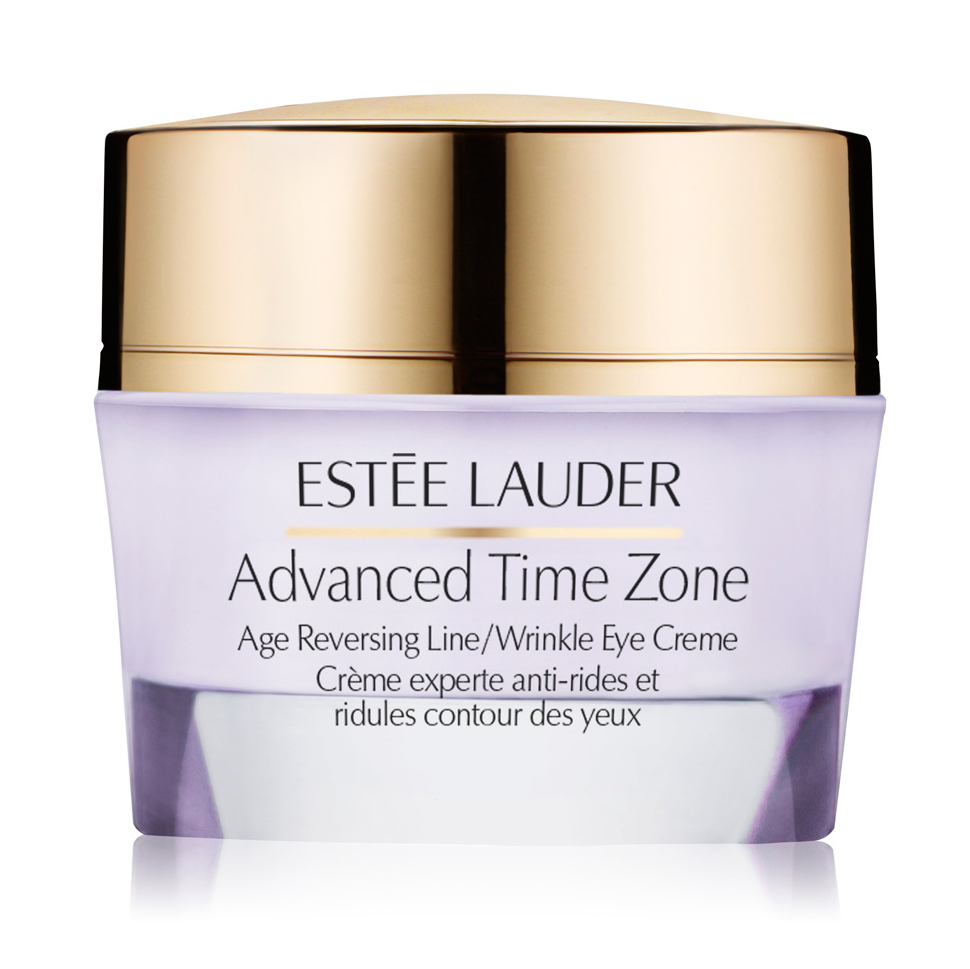 ESTĒE LAUDER
Advanced Time Zone
Age Reversing Line/Wrinkle Eye Creme
Crème experte anti-rides et
ridules contour des yeux